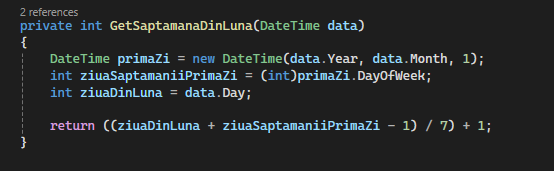 2 references
private int GetSaptamanaDinLuna(DateTime data)
{
DateTime primaZi = new DateTime(data.Year, data.Month, 1);
int ziuaSaptamaniiPrimaZi = (int)primaZi.DayOfWeek;
int ziuaDinLuna = data.Day;
return ((ziuaDinLuna + ziuaSaptamaniiPrimaZi - 1) / 7) + 1;
}